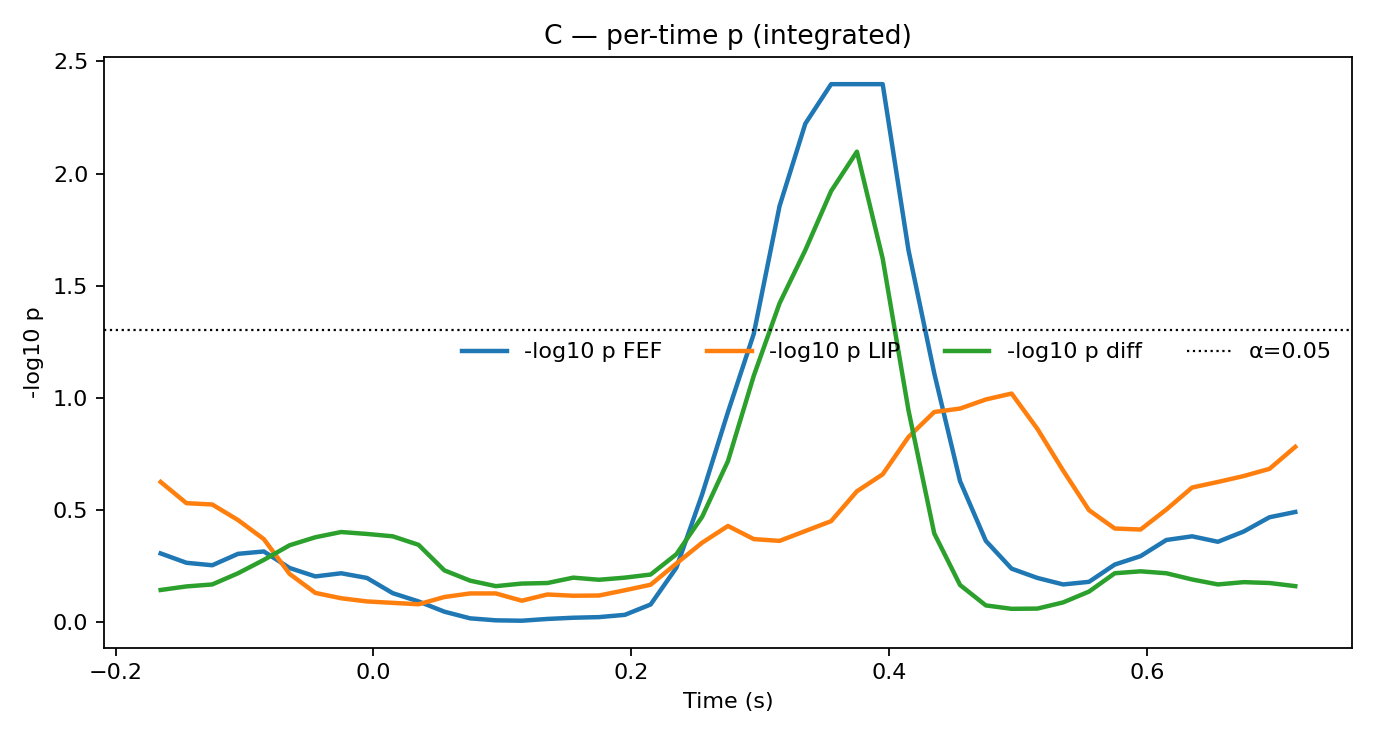 C — per-time p (integrated)
2.5
2.0
1.5
1.0
0.5
0.0
-log10 p
-log10 p FEF -log10 p LIP -log10 p diff α=0.05
−0.2 0.0 0.2 0.4 0.6
Time (s)